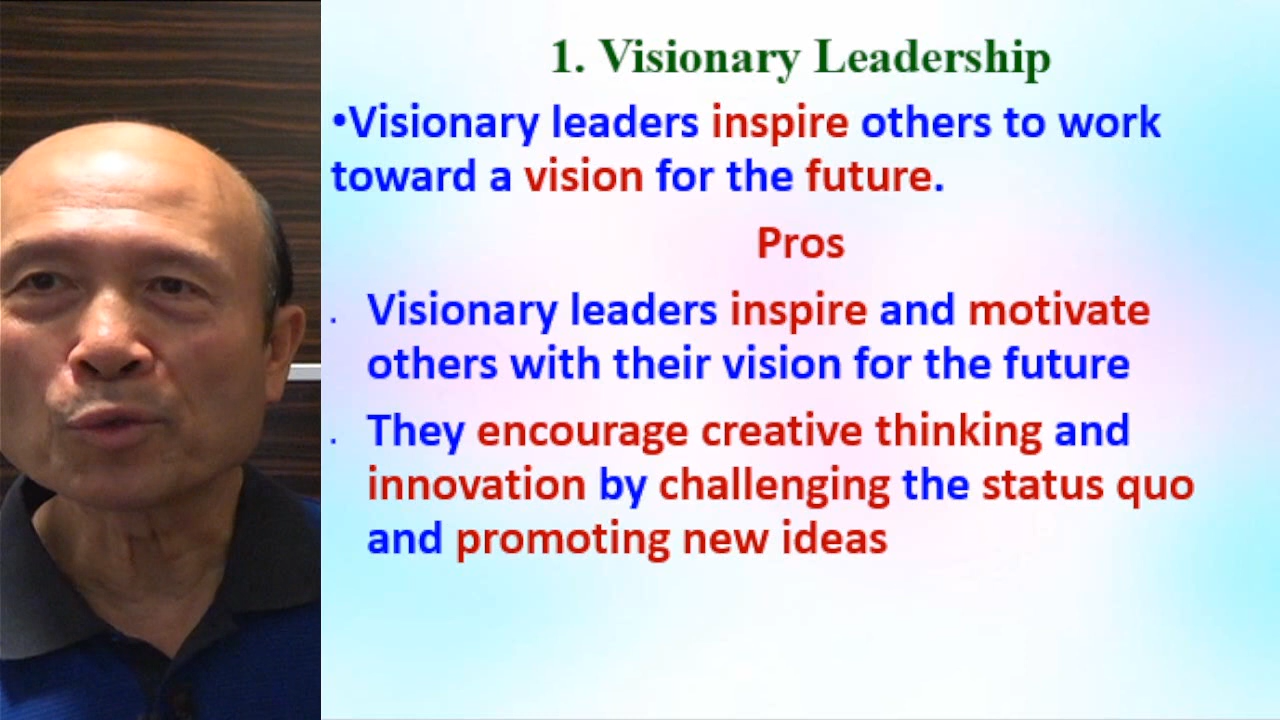 1. Visionary Leadership
•Visionary leaders inspire others to work
toward a vision for the future.
Pros
. Visionary leaders inspire and motivate
others with their vision for the future
. They encourage creative thinking and
innovation by challenging the status quo
and promoting new ideas